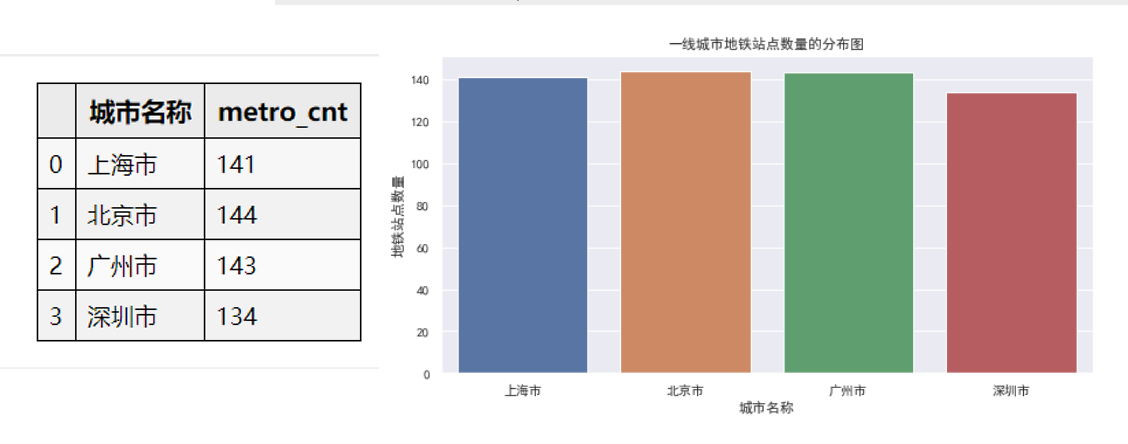 城市名称 metro_cnt
0 上海市 141
1 北京市 144
2 广州市 143
3 深圳市 134
一线城市地铁站点数量的分布图
地铁站点数量
140
120
100
80
60
40
20
0
上海市 北京市 广州市 深圳市
城市名称